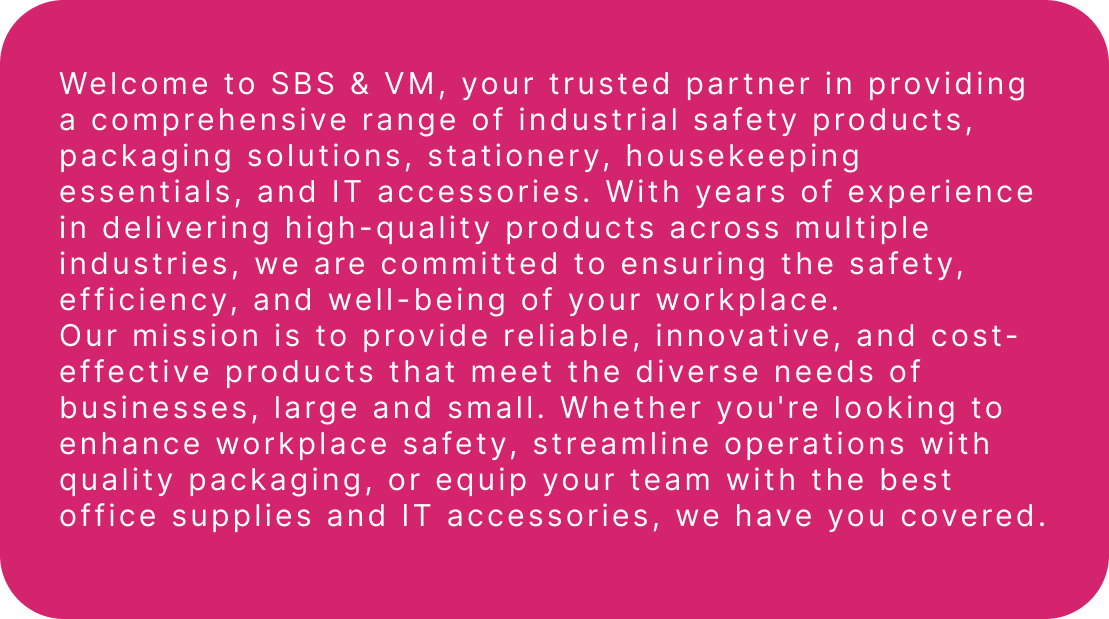 Welcome to SBS & VM, your trusted partner in providing
a comprehensive range of industrial safety products,
packaging solutions, stationery, housekeeping
essentials, and IT accessories. With years of experience
in delivering high-quality products across multiple
industries, we are committed to ensuring the safety,
efficiency, and well-being of your workplace.
Our mission is to provide reliable, innovative, and cost-
effective products that meet the diverse needs of
businesses, large and small. Whether you're looking to
enhance workplace safety, streamline operations with
quality packaging, or equip your team with the best
office supplies and IT accessories, we have you covered.